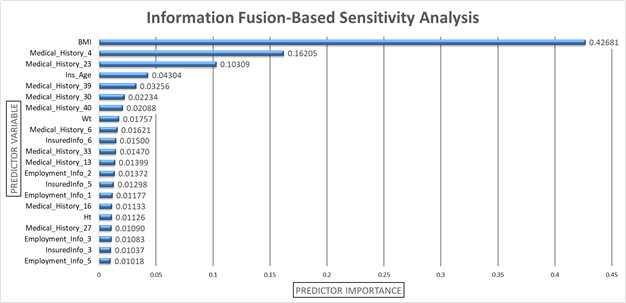 Information Fusion-Based Sensitivity Analysis
PREDICTOR VARIABLE
BMI 0.42681
Medical_History_4 0.16205
Medical_History_23 0.10309
Ins_Age 0.04304
Medical_History_39 0.03256
Medical_History_30 0.02234
Medical_History_40 0.02088
Wt 0.01757
Medical_History_6 0.01621
InsuredInfo_6 0.01500
Medical_History_33 0.01470
Medical_History_13 0.01399
Employment_Info_2 0.01372
InsuredInfo_5 0.01298
Employment_Info_1 0.01177
Medical_History_16 0.01133
Ht 0.01126
Medical_History_27 0.01090
Employment_Info_3 0.01083
InsuredInfo_3 0.01037
Employment_Info_5 0.01018
0 0.05 0.1 0.15 0.2 0.25 0.3 0.35 0.4 0.45
PREDICTOR IMPORTANCE